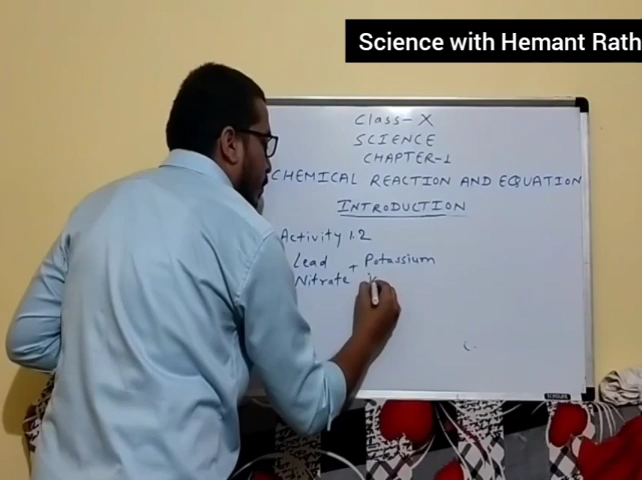 Science with Hemant Rath
Class-X
SCIENCE
CHAPTER-1
CHEMICAL REACTION AND EQUATION
INTRODUCTION
Activity 1.2
Lead + Potassium
Nitrate